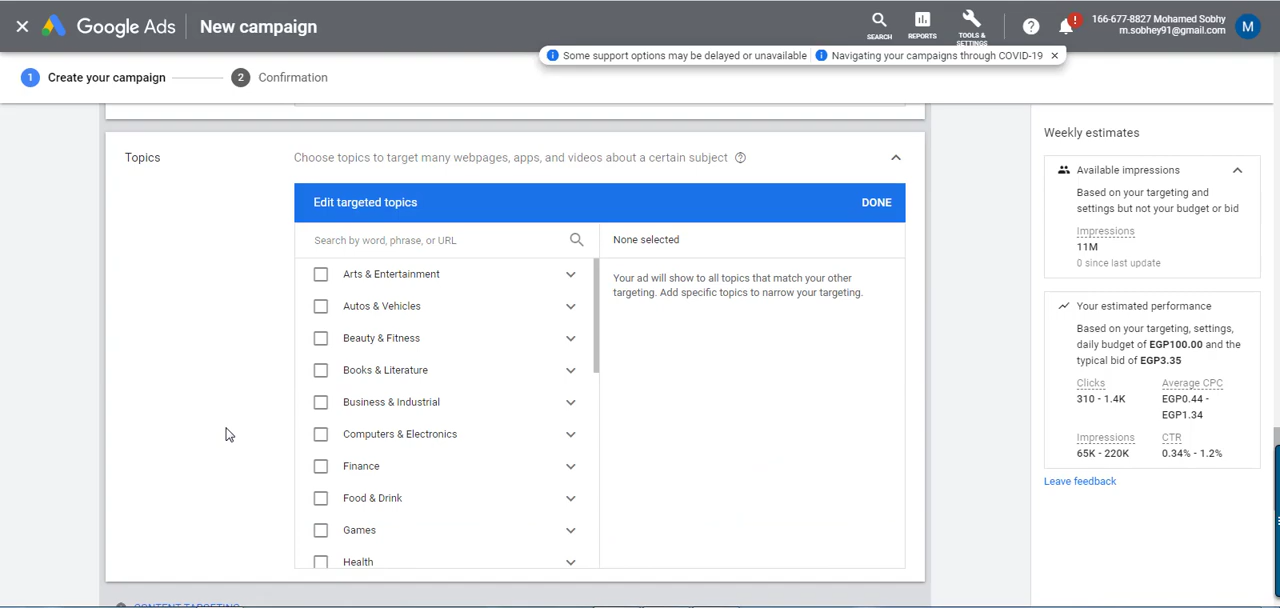 Google Ads
New campaign
SEARCH
REPORTS
TOOLS &
SETTINGS
?
!
166-677-8827 Mohamed Sobhy
m.sobhey91@gmail.com
M
Some support options may be delayed or unavailable
Navigating your campaigns through COVID-19
1 Create your campaign
2 Confirmation
Topics
Choose topics to target many webpages, apps, and videos about a certain subject
Edit targeted topics
DONE
Search by word, phrase, or URL
None selected
Arts & Entertainment
Autos & Vehicles
Beauty & Fitness
Books & Literature
Business & Industrial
Computers & Electronics
Finance
Food & Drink
Games
Health
Your ad will show to all topics that match your other
targeting. Add specific topics to narrow your targeting.
CONTENT TARGETING
Weekly estimates
Available impressions
Based on your targeting and
settings but not your budget or bid
Impressions
11M
0 since last update
Your estimated performance
Based on your targeting, settings,
daily budget of EGP100.00 and the
typical bid of EGP3.35
Clicks
310 - 1.4K
Average CPC
EGP0.44 -
EGP1.34
Impressions
65K - 220K
CTR
0.34% - 1.2%
Leave feedback